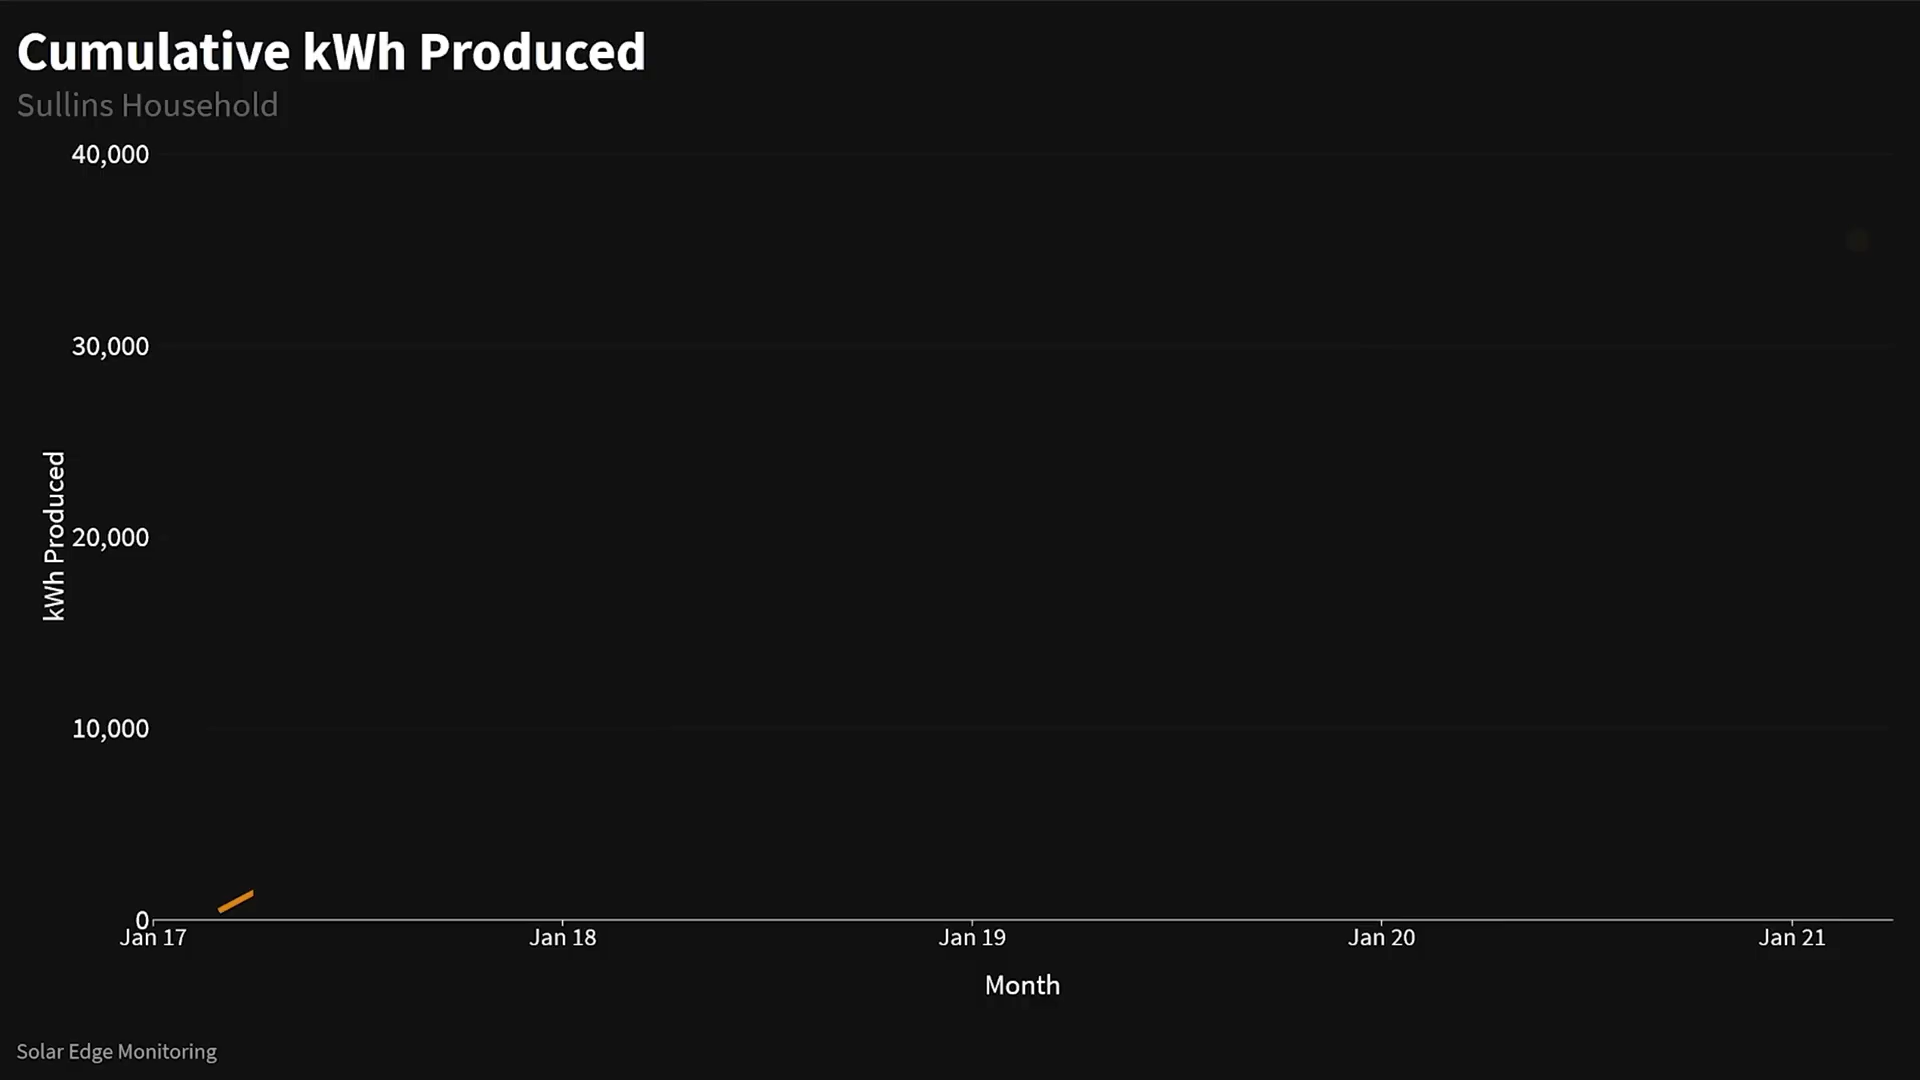 Cumulative kWh Produced
Sullins Household
40,000
30,000
kWh Produced
20,000
10,000
0
Jan 17
Jan 18
Jan 19
Jan 20
Jan 21
Month
Solar Edge Monitoring